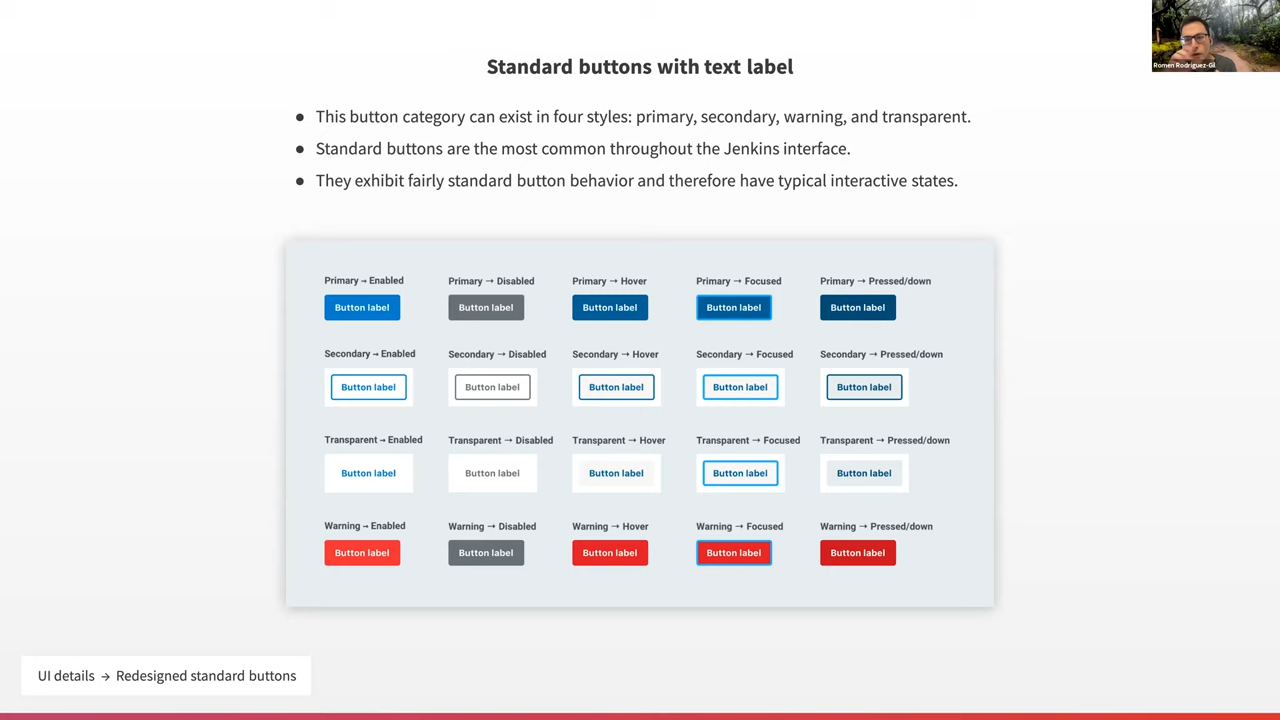 Romen Rodriguez-Gil
Standard buttons with text label
● This button category can exist in four styles: primary, secondary, warning, and transparent.
● Standard buttons are the most common throughout the Jenkins interface.
● They exhibit fairly standard button behavior and therefore have typical interactive states.
Primary → Enabled Primary → Disabled Primary → Hover Primary → Focused Primary → Pressed/down
Button label Button label Button label Button label Button label
Secondary → Enabled Secondary → Disabled Secondary → Hover Secondary → Focused Secondary → Pressed/down
Button label Button label Button label Button label Button label
Transparent → Enabled Transparent → Disabled Transparent → Hover Transparent → Focused Transparent → Pressed/down
Button label Button label Button label Button label Button label
Warning → Enabled Warning → Disabled Warning → Hover Warning → Focused Warning → Pressed/down
Button label Button label Button label Button label Button label
UI details → Redesigned standard buttons